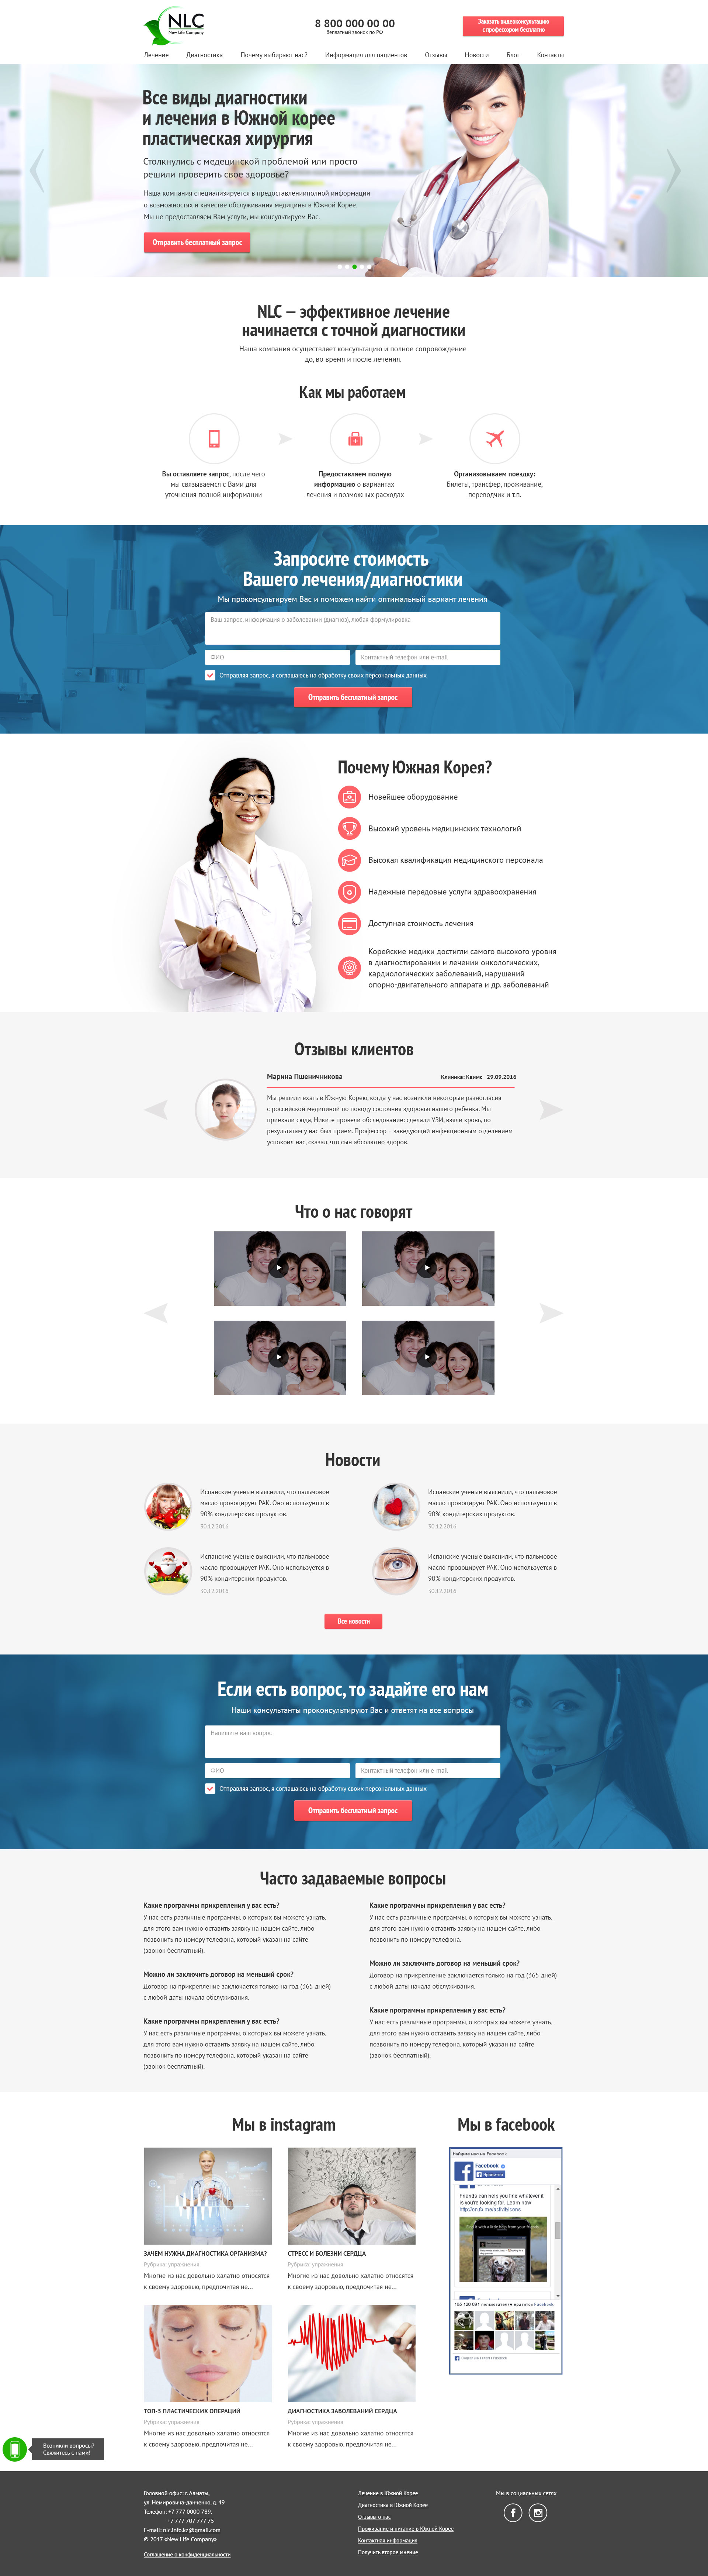 NLC
New Life Company
8 800 000 00 00
бесплатный звонок по РФ
Заказать видеоконсультацию
с профессором бесплатно
Лечение Диагностика Почему выбирают нас? Информация для пациентов Отзывы Новости Блог Контакты
Все виды диагностики
и лечения в Южной корее
пластическая хирургия
Столкнулись с медицинской проблемой или просто
решили проверить свое здоровье?
Наша компания специализируется в предоставлениипопной информации
о возможностях и качестве обслуживания медицины в Южной Корее.
Мы не предоставляем Вам услуги, мы консультируем Вас.
Отправить бесплатный запрос
NLC — эффективное лечение
начинается с точной диагностики
Наша компания осуществляет консультацию и полное сопровождение
до, во время и после лечения.
Как мы работаем
Вы оставляете запрос, после чего
мы связываемся с Вами для
уточнения полной информации
Предоставляем полную
информацию о вариантах
лечения и возможных расходах
Организовываем поездку:
Билеты, трансфер, проживание,
переводчик и т.п.
Запросите стоимость
Вашего лечения/диагностики
Мы проконсультируем Вас и поможем найти оптимальный вариант лечения
Ваш запрос, информация о заболевании (диагноз), любая формулировка
ФИО
Контактный телефон или e-mail
Отправляя запрос, я соглашаюсь на обработку своих персональных данных
Отправить бесплатный запрос
Почему Южная Корея?
Новейшее оборудование
Высокий уровень медицинских технологий
Высокая квалификация медицинского персонала
Надежные передовые услуги здравоохранения
Доступная стоимость лечения
Корейские медики достигли самого высокого уровня
в диагностировании и лечении онкологических,
кардиологических заболеваний, нарушений
опорно-двигательного аппарата и др. заболеваний
Отзывы клиентов
Марина Пшеничникова
Клиника: Квинс 29.09.2016
Мы решили ехать в Южную Корею, когда у нас возникли некоторые разногласия
с российской медициной по поводу состояния здоровья нашего ребенка. Мы
приехали сюда, Никите провели обследование: сделали УЗИ, взяли кровь, по
результатам у нас был прием. Профессор – заведующий инфекционным отделением
успокоил нас, сказал, что сын абсолютно здоров.
Что о нас говорят
Новости
Испанские ученые выяснили, что пальмовое
масло провоцирует РАК. Оно используется в
90% кондитерских продуктов.
30.12.2016
Испанские ученые выяснили, что пальмовое
масло провоцирует РАК. Оно используется в
90% кондитерских продуктов.
30.12.2016
Испанские ученые выяснили, что пальмовое
масло провоцирует РАК. Оно используется в
90% кондитерских продуктов.
30.12.2016
Испанские ученые выяснили, что пальмовое
масло провоцирует РАК. Оно используется в
90% кондитерских продуктов.
30.12.2016
Все новости
Если есть вопрос, то задайте его нам
Наши консультанты проконсультируют Вас и ответят на все вопросы
Напишите ваш вопрос
ФИО
Контактный телефон или e-mail
Отправляя запрос, я соглашаюсь на обработку своих персональных данных
Отправить бесплатный запрос
Часто задаваемые вопросы
Какие программы прикрепления у вас есть?
У нас есть различные программы, о которых вы можете узнать,
для этого вам нужно оставить заявку на нашем сайте, либо
позвонить по номеру телефона, который указан на сайте
(звонок бесплатный).
Можно ли заключить договор на меньший срок?
Договор на прикрепление заключается только на год (365 дней)
с любой даты начала обслуживания.
Какие программы прикрепления у вас есть?
У нас есть различные программы, о которых вы можете узнать,
для этого вам нужно оставить заявку на нашем сайте, либо
позвонить по номеру телефона, который указан на сайте
(звонок бесплатный).
Какие программы прикрепления у вас есть?
У нас есть различные программы, о которых вы можете узнать,
для этого вам нужно оставить заявку на нашем сайте, либо
позвонить по номеру телефона.
Можно ли заключить договор на меньший срок?
Договор на прикрепление заключается только на год (365 дней)
с любой даты начала обслуживания.
Какие программы прикрепления у вас есть?
У нас есть различные программы, о которых вы можете узнать,
для этого вам нужно оставить заявку на нашем сайте, либо
позвонить по номеру телефона, который указан на сайте
(звонок бесплатный).
Мы в instagram
ЗАЧЕМ НУЖНА ДИАГНОСТИКА ОРГАНИЗМА?
Рубрика: упражнения
Многие из нас довольно халатно относятся
к своему здоровью, предпочитая не...
СТРЕСС И БОЛЕЗНИ СЕРДЦА
Рубрика: упражнения
Многие из нас довольно халатно относятся
к своему здоровью, предпочитая не...
ТОП-5 ПЛАСТИЧЕСКИХ ОПЕРАЦИЙ
Рубрика: упражнения
Многие из нас довольно халатно относятся
к своему здоровью, предпочитая не...
ДИАГНОСТИКА ЗАБОЛЕВАНИЙ СЕРДЦА
Рубрика: упражнения
Многие из нас довольно халатно относятся
к своему здоровью, предпочитая не...
Мы в facebook
Найдите нас на Facebook
Facebook
Нравится
Friends can help you find whatever it
is you're looking for. Learn how
http://on.fb.me/activityicons
it with a little help from your friends
165 126 691 пользователям нравится Facebook.
Социальный плагин Facebook
Возникли вопросы?
Свяжитесь с нами!
Головной офис: г. Алматы,
ул. Немировича-данченко, д. 49
Телефон: +7 777 0000 789,
+7 777 707 777 75
E-mail: nlc.info.kz@gmail.com
© 2017 «New Life Company»
Соглашение о конфиденциальности
Лечение в Южной Корее
Диагностика в Южной Корее
Отзывы о нас
Проживание и питание в Южной Корее
Контактная информация
Получить второе мнение
Мы в социальных сетях